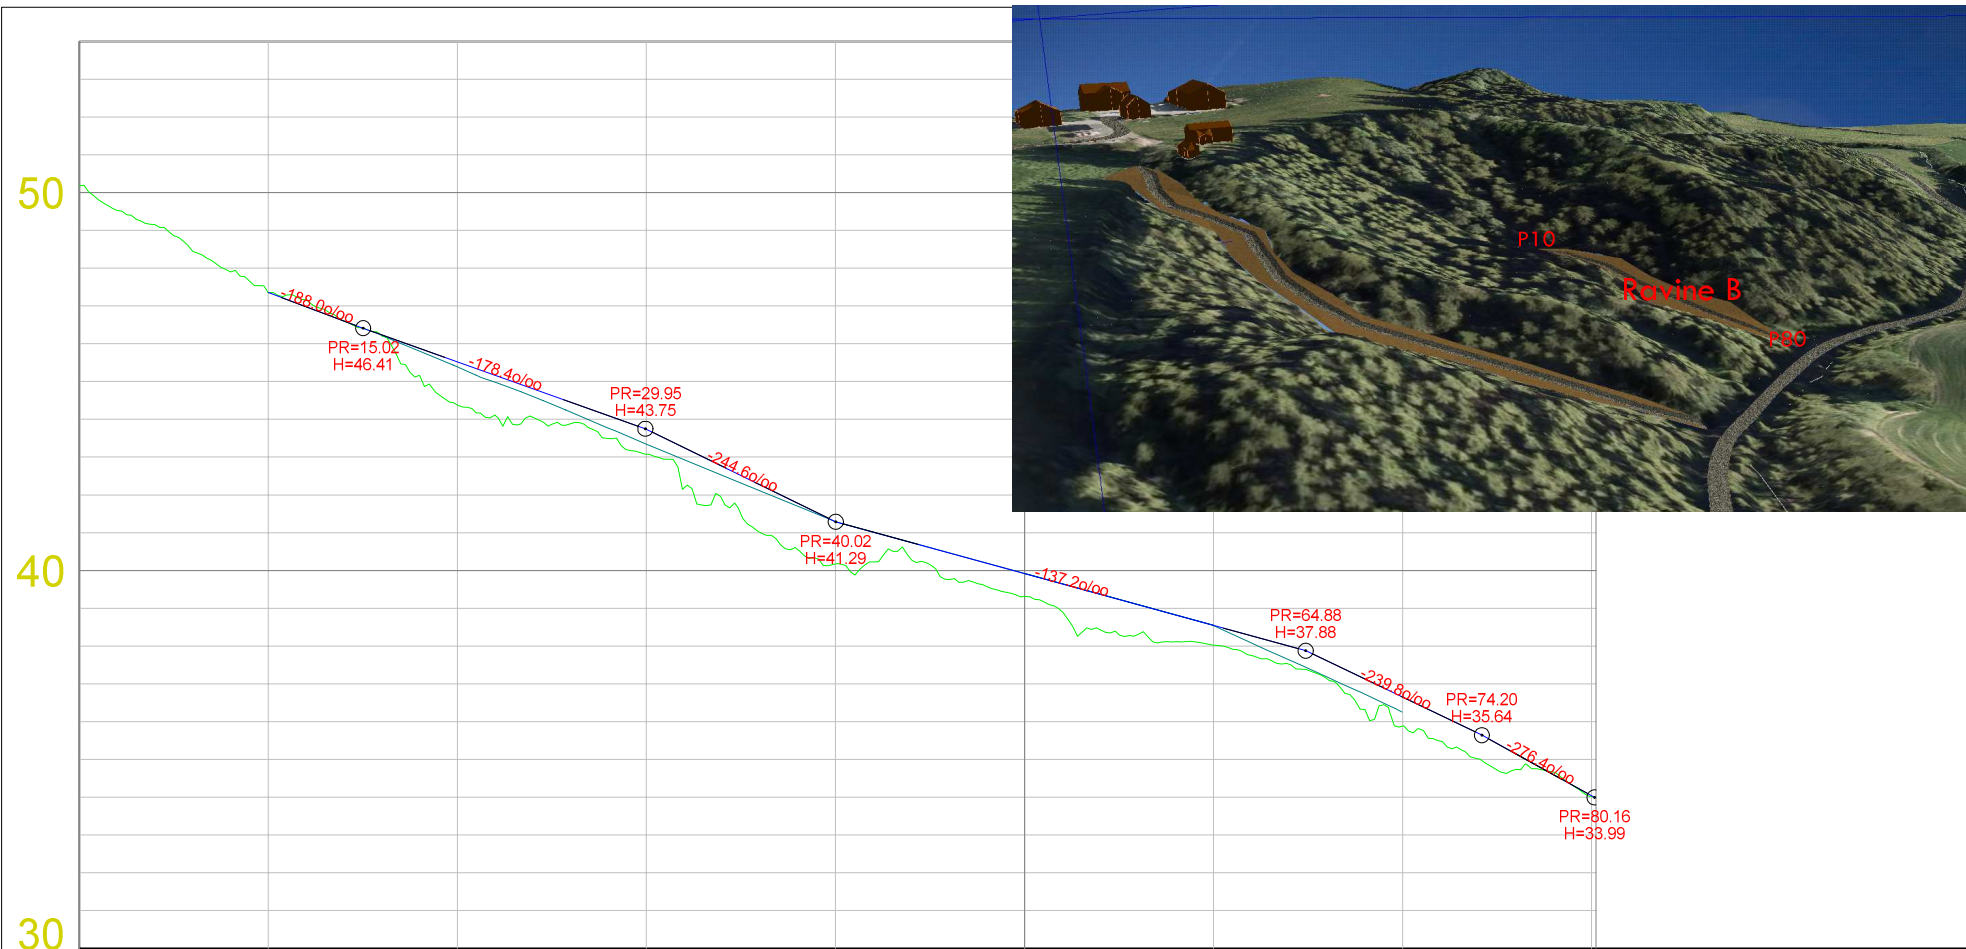 50
40
30
-188.0o/oo
PR=15.02
H=46.41
-178.4o/oo
PR=29.95
H=43.75
-244.6o/oo
PR=40.02
H=41.29
-137.2o/oo
PR=64.88
H=37.88
-239.8o/oo
PR=74.20
H=35.64
-276.4o/oo
PR=80.16
H=33.99
P10
Ravine B
P80